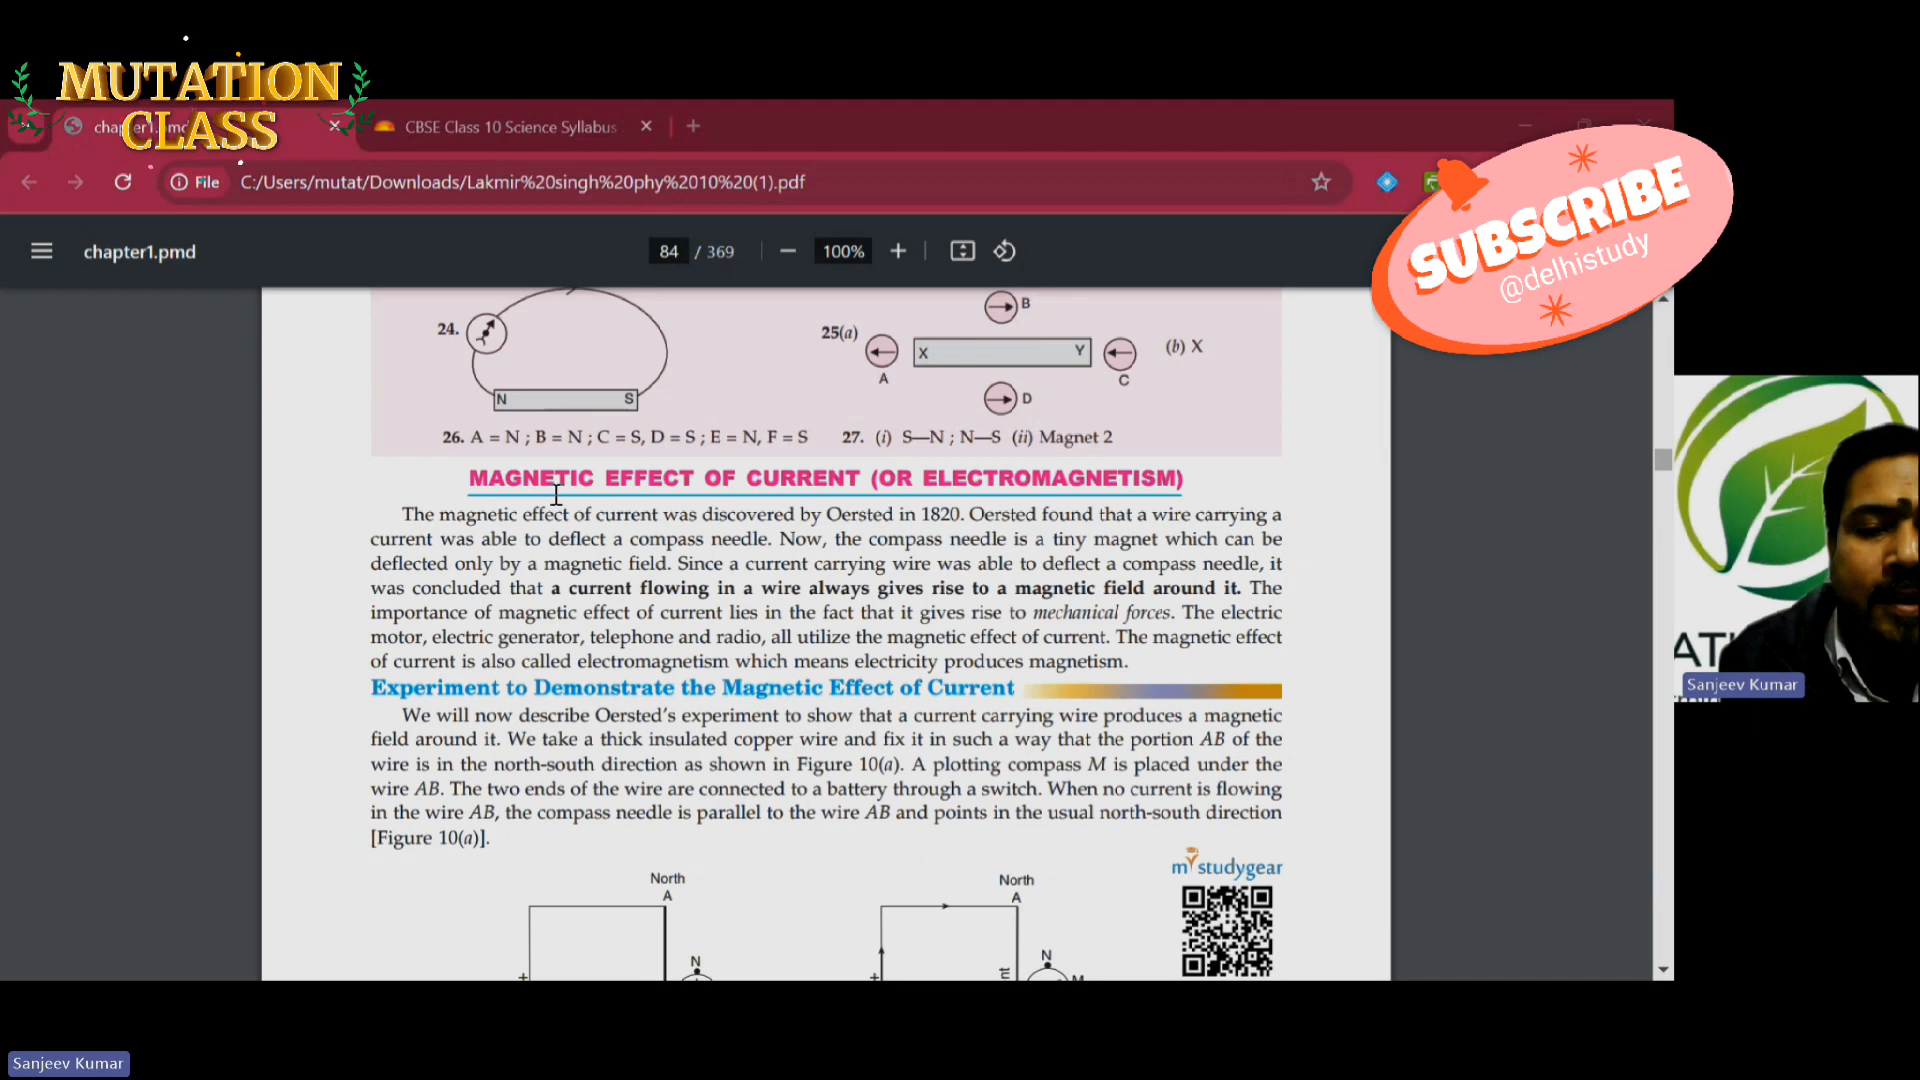 MUTATION
CLASS
chapter1.pmd
CBSE Class 10 Science Syllabus
File
C:/Users/mutat/Downloads/Lakmir%20singh%20phy%2010%20(1).pdf
SUBSCRIBE
@delhistudy
chapter1.pmd
84 / 369
100%
24.
N S
25(a)
B
X Y
A
C
D
(b) X
26. A = N ; B = N ; C = S, D = S ; E = N, F = S
27. (i) S—N ; N—S (ii) Magnet 2
MAGNETIC EFFECT OF CURRENT (OR ELECTROMAGNETISM)
The magnetic effect of current was discovered by Oersted in 1820. Oersted found that a wire carrying a
current was able to deflect a compass needle. Now, the compass needle is a tiny magnet which can be
deflected only by a magnetic field. Since a current carrying wire was able to deflect a compass needle, it
was concluded that a current flowing in a wire always gives rise to a magnetic field around it. The
importance of magnetic effect of current lies in the fact that it gives rise to mechanical forces. The electric
motor, electric generator, telephone and radio, all utilize the magnetic effect of current. The magnetic effect
of current is also called electromagnetism which means electricity produces magnetism.
Experiment to Demonstrate the Magnetic Effect of Current
We will now describe Oersted's experiment to show that a current carrying wire produces a magnetic
field around it. We take a thick insulated copper wire and fix it in such a way that the portion AB of the
wire is in the north-south direction as shown in Figure 10(a). A plotting compass M is placed under the
wire AB. The two ends of the wire are connected to a battery through a switch. When no current is flowing
in the wire AB, the compass needle is parallel to the wire AB and points in the usual north-south direction
[Figure 10(a)].
North
A
N
+
North
A
N
+
mystudygear
Sanjeev Kumar
Sanjeev Kumar